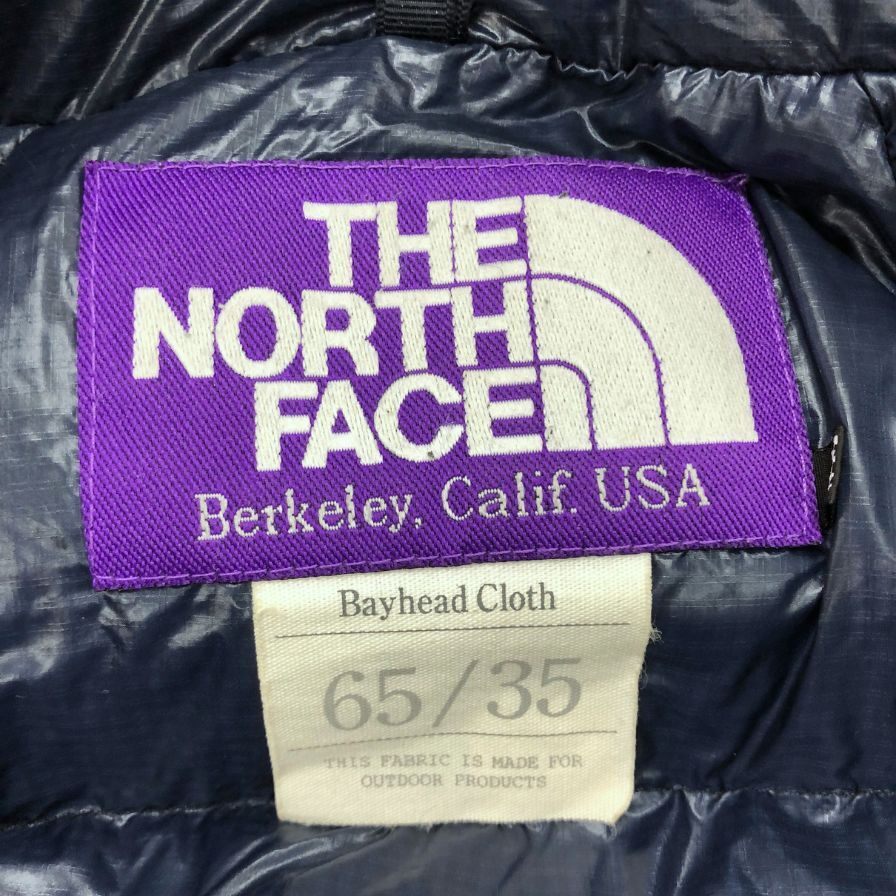 THE
NORTH
FACE
Berkeley, Calif. USA
Bayhead Cloth
65/35
THIS FABRIC IS MADE FOR
OUTDOOR PRODUCTS